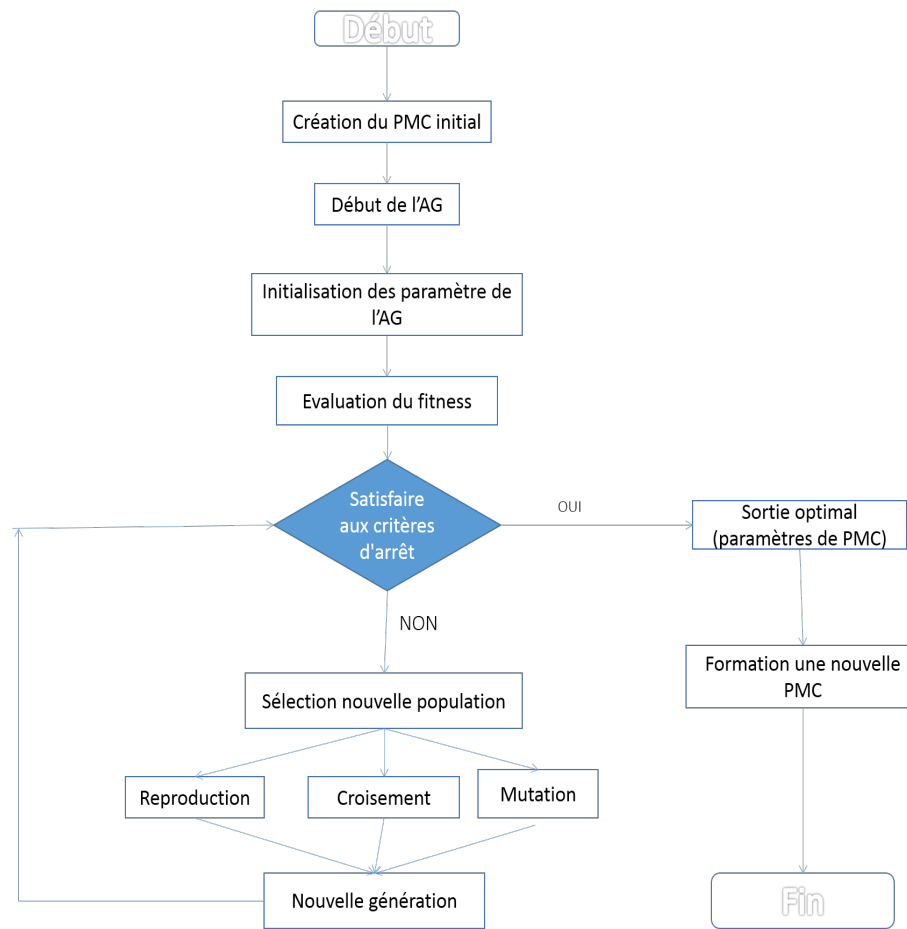 Début
Création du PMC initial
Début de l’AG
Initialisation des paramètre de
l’AG
Evaluation du fitness
Satisfaire
aux critères
d'arrêt
OUI
Sortie optimal
(paramètres de PMC)
NON
Formation une nouvelle
PMC
Sélection nouvelle population
Reproduction
Croisement
Mutation
Nouvelle génération
Fin